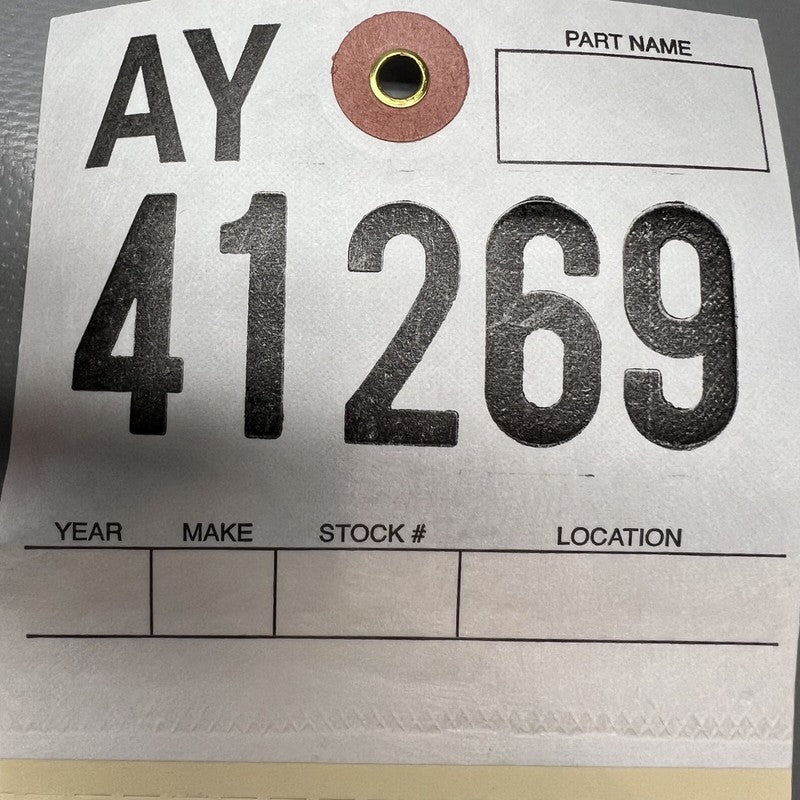 AY
PART NAME
41269
YEAR MAKE STOCK # LOCATION